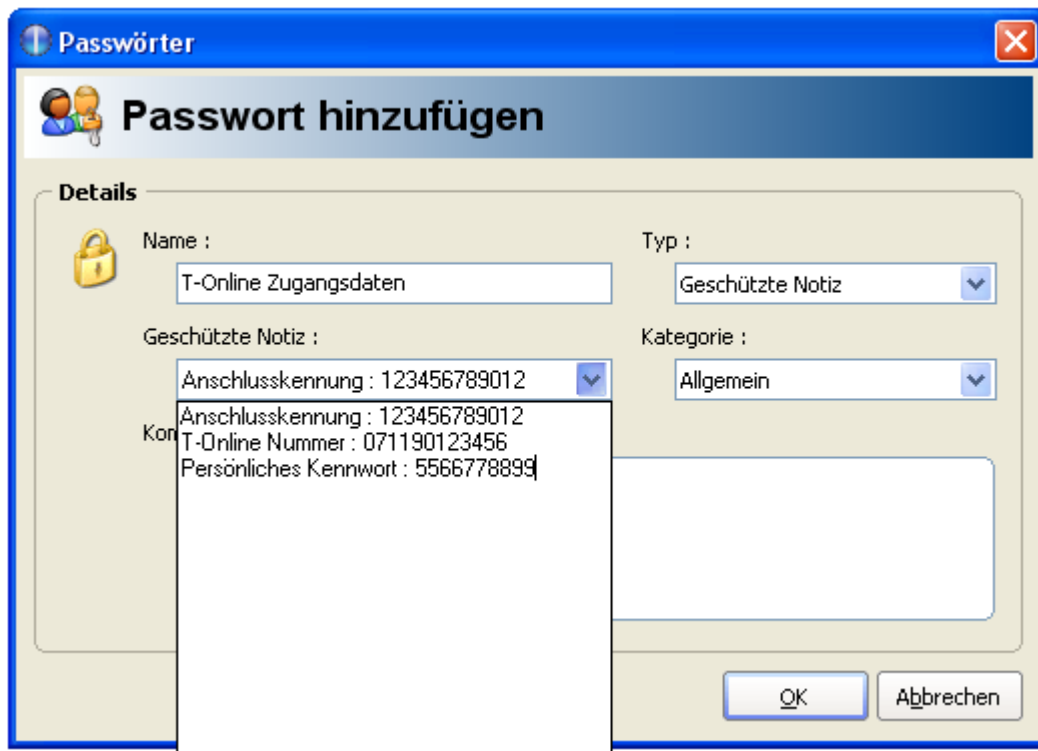 Passwörter
Passwort hinzufügen
Details
Name :
Typ :
T-Online Zugangsdaten
Geschützte Notiz
Geschützte Notiz :
Kategorie :
Anschlusskennung : 123456789012
Allgemein
Anschlusskennung : 123456789012
T-Online Nummer : 071190123456
Kon
Persönliches Kennwort : 5566778899
OK
Abbrechen